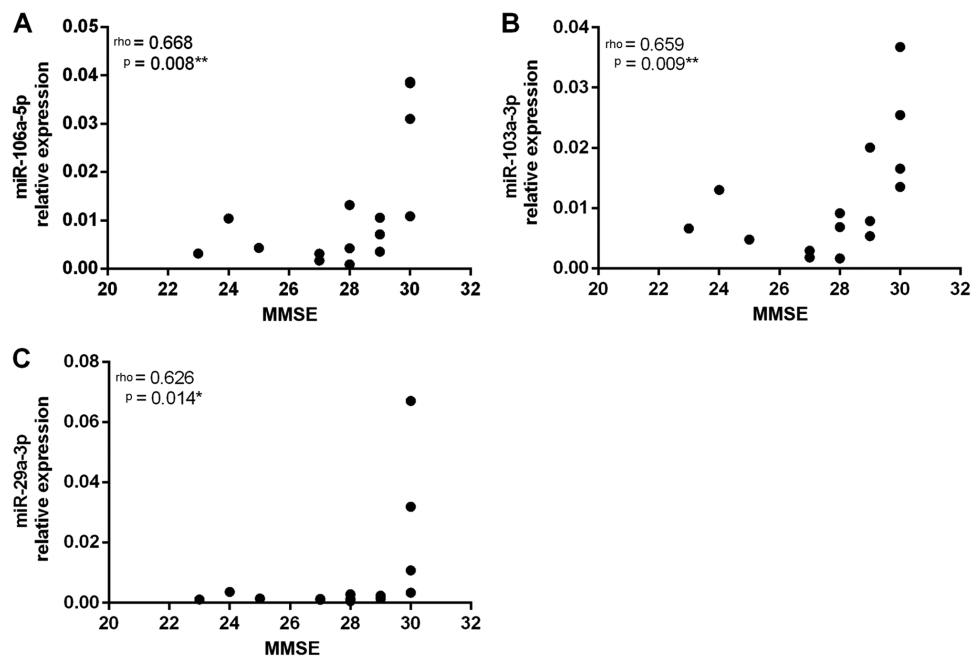 A
rho = 0.668
p = 0.008**
miR-106a-5p
relative expression
0.05
0.04
0.03
0.02
0.01
0.00
20 22 24 26 28 30 32
MMSE
B
rho = 0.659
p = 0.009**
miR-103a-3p
relative expression
0.04
0.03
0.02
0.01
0.00
20 22 24 26 28 30 32
MMSE
C
rho = 0.626
p = 0.014*
miR-29a-3p
relative expression
0.08
0.06
0.04
0.02
0.00
20 22 24 26 28 30 32
MMSE